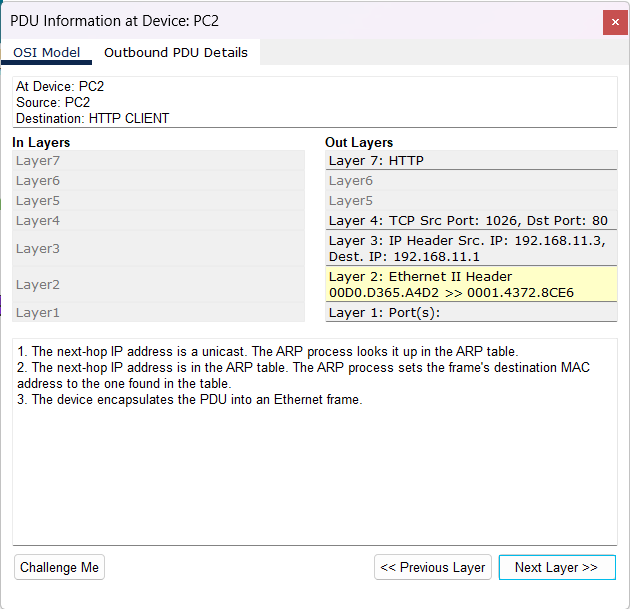 PDU Information at Device: PC2
OSI Model
Outbound PDU Details
At Device: PC2
Source: PC2
Destination: HTTP CLIENT
In Layers
Layer7
Layer6
Layer5
Layer4
Layer3
Layer2
Layer1
Out Layers
Layer 7: HTTP
Layer6
Layer5
Layer 4: TCP Src Port: 1026, Dst Port: 80
Layer 3: IP Header Src. IP: 192.168.11.3,
Dest. IP: 192.168.11.1
Layer 2: Ethernet II Header
00D0.D365.A4D2 >> 0001.4372.8CE6
Layer 1: Port(s):
1. The next-hop IP address is a unicast. The ARP process looks it up in the ARP table.
2. The next-hop IP address is in the ARP table. The ARP process sets the frame's destination MAC
address to the one found in the table.
3. The device encapsulates the PDU into an Ethernet frame.
Challenge Me
<< Previous Layer
Next Layer >>